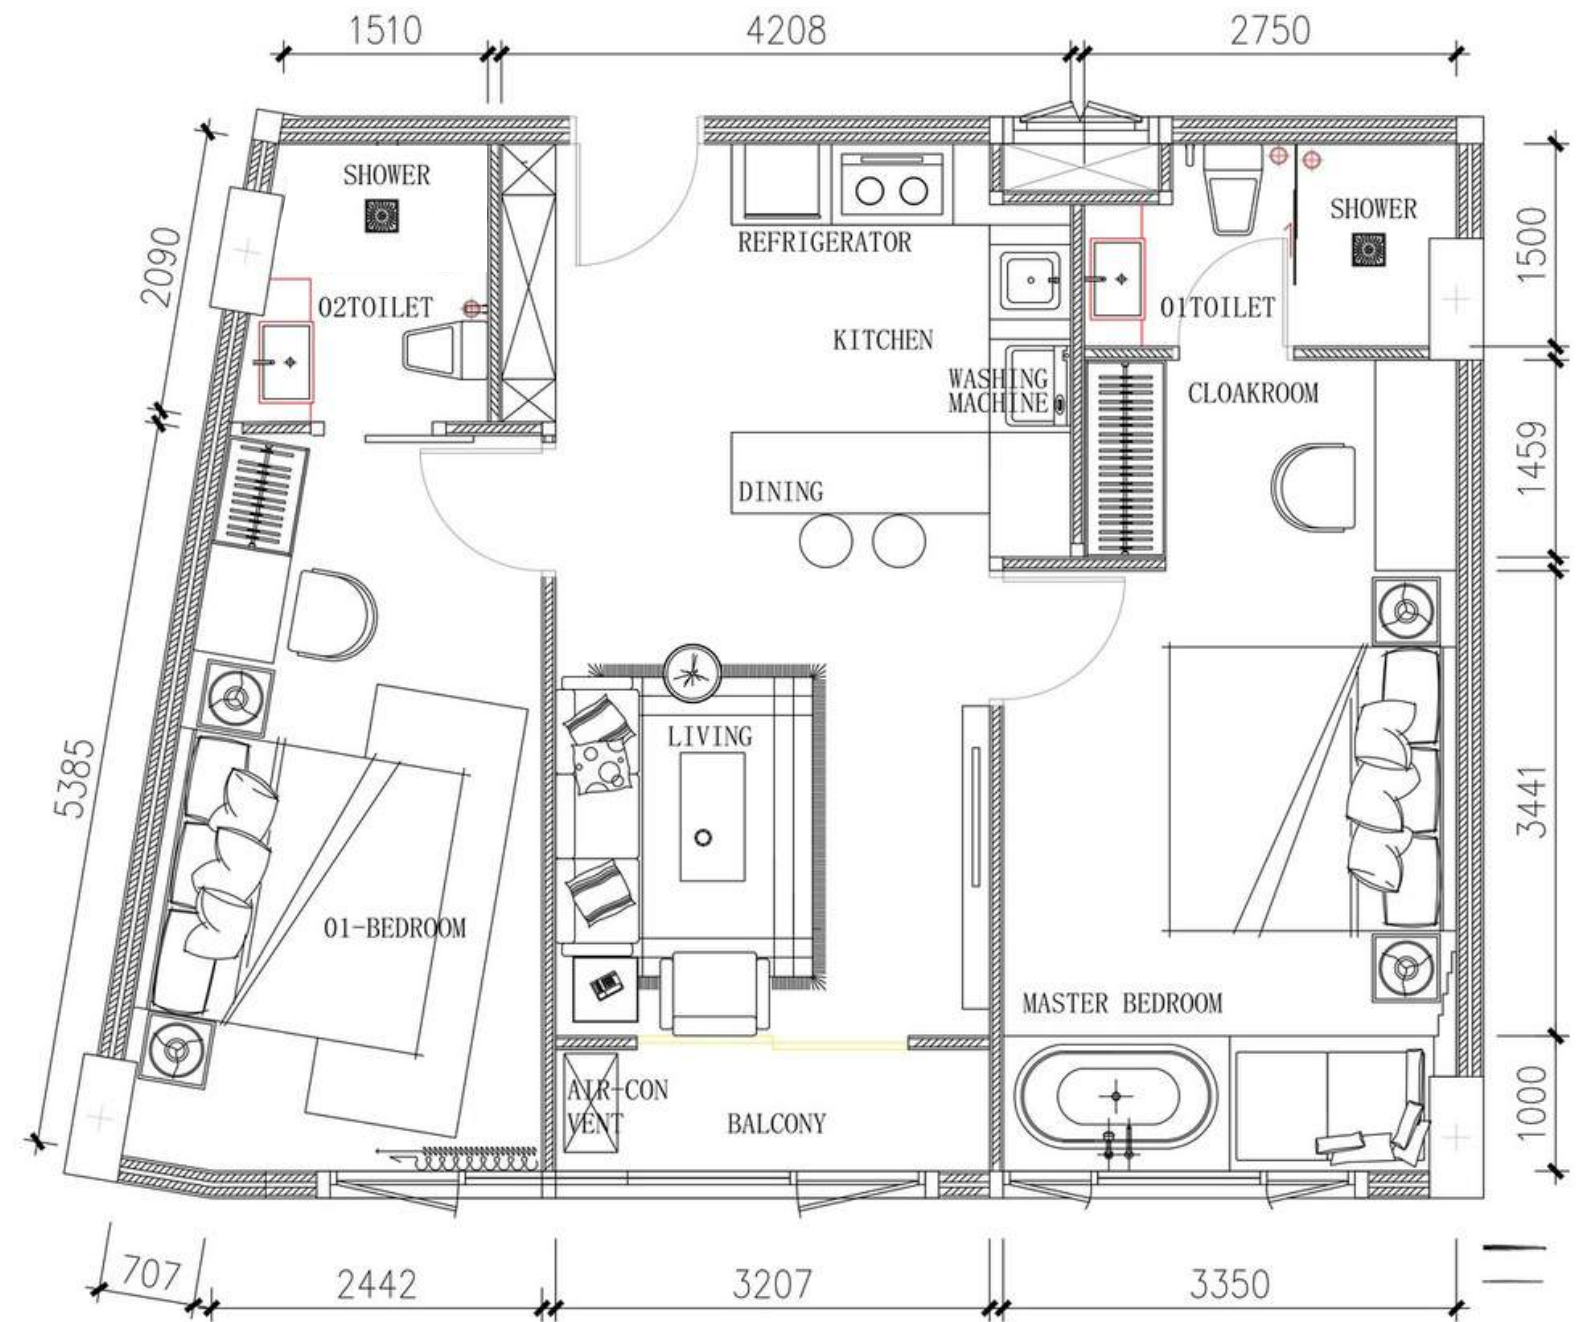 1510
4208
2750
SHOWER
2090
REFRIGERATOR
SHOWER
1500
02TOILET
01TOILET
KITCHEN
WASHING
MACHINE
CLOAKROOM
1459
DINING
LIVING
5385
3441
01-BEDROOM
MASTER BEDROOM
AIR-CON
VENT
BALCONY
1000
707
2442
3207
3350